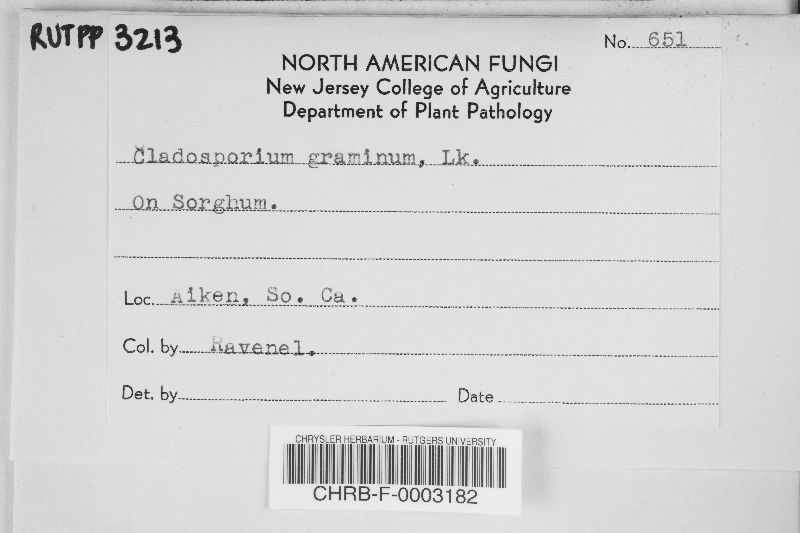 RUTPP 3213
No. 651
NORTH AMERICAN FUNGI
New Jersey College of Agriculture
Department of Plant Pathology
Cladosporium graminum, Lk.
On Sorghum.
Loc. Aiken, So. Ca.
Col. by Ravenel.
Det. by
Date
CHRYSLER HERBARIUM - RUTGERS UNIVERSITY
CHRB-F-0003182